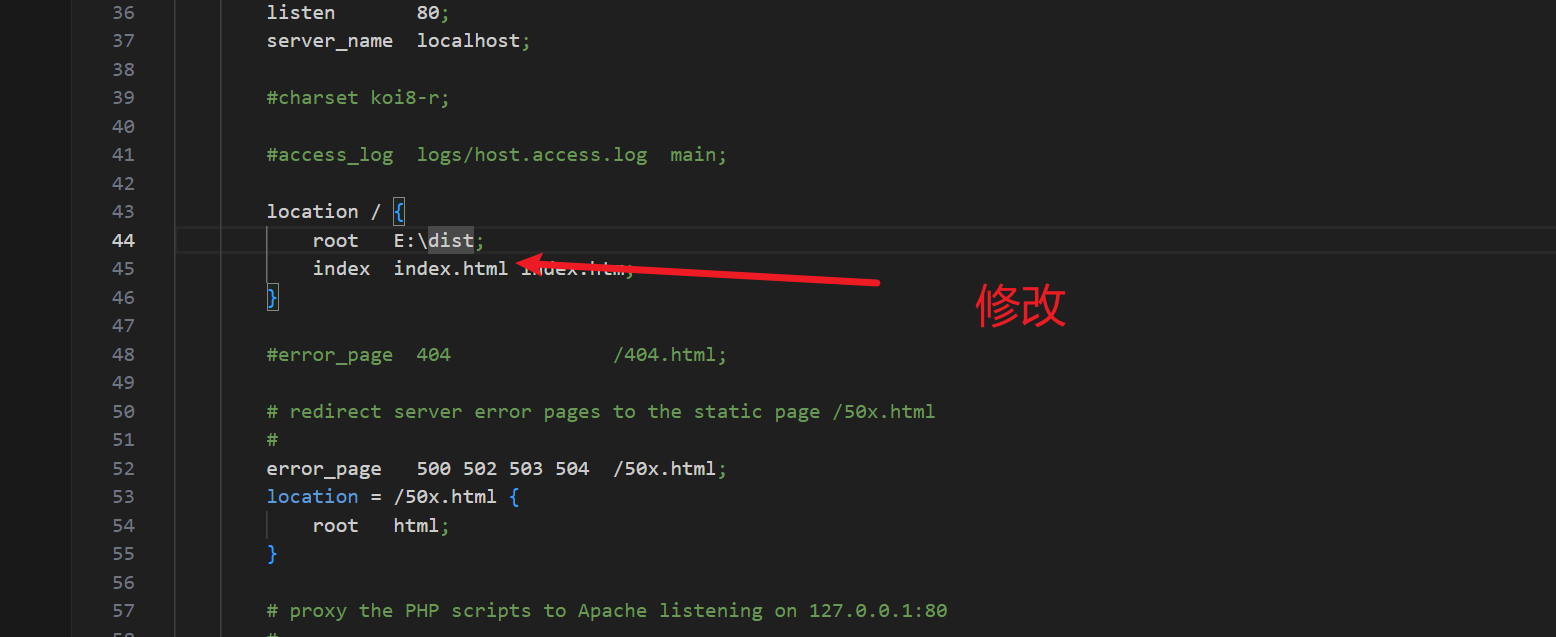 36 listen 80;
37 server_name localhost;
38
39 #charset koi8-r;
40
41 #access_log logs/host.access.log main;
42
43 location / {
44 root E:\dist;
45 index index.html index.htm;
46 }
修改
47
48 #error_page 404 /404.html;
49
50 # redirect server error pages to the static page /50x.html
51 #
52 error_page 500 502 503 504 /50x.html;
53 location = /50x.html {
54 root html;
55 }
56
57 # proxy the PHP scripts to Apache listening on 127.0.0.1:80
58 #